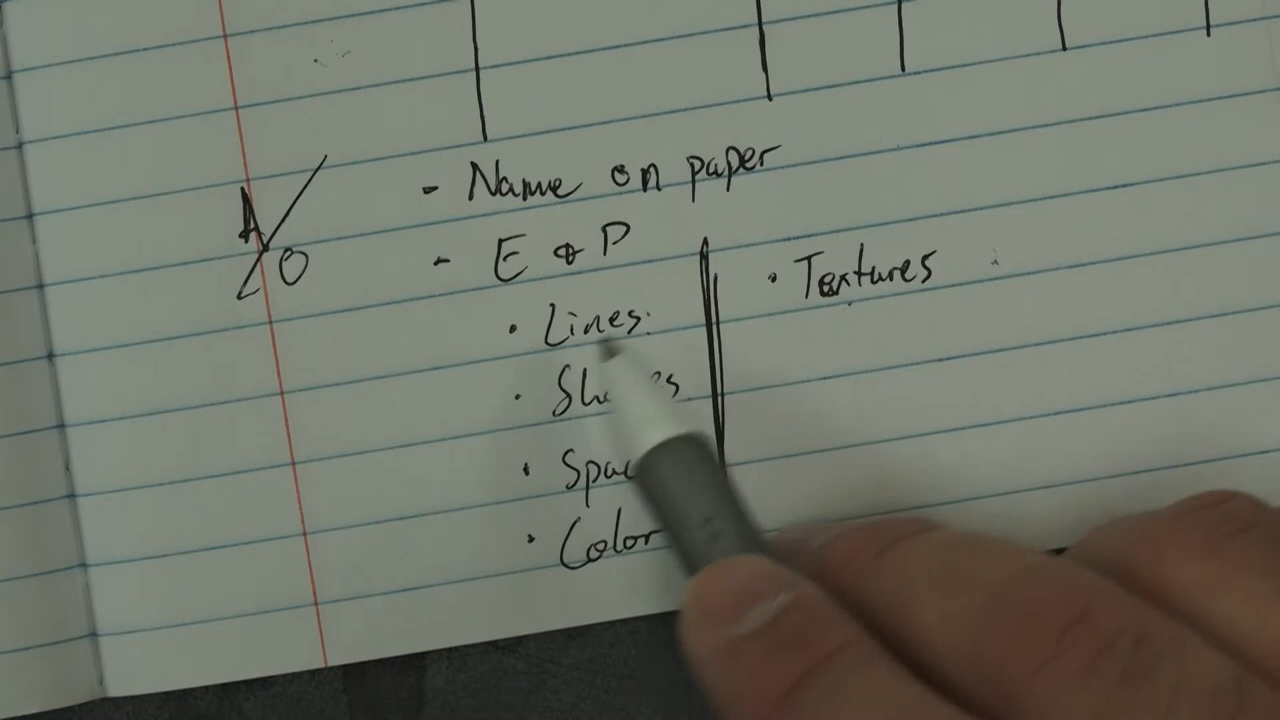 - Name on paper
A/O
- E & P
• Textures
• Lines
• Color